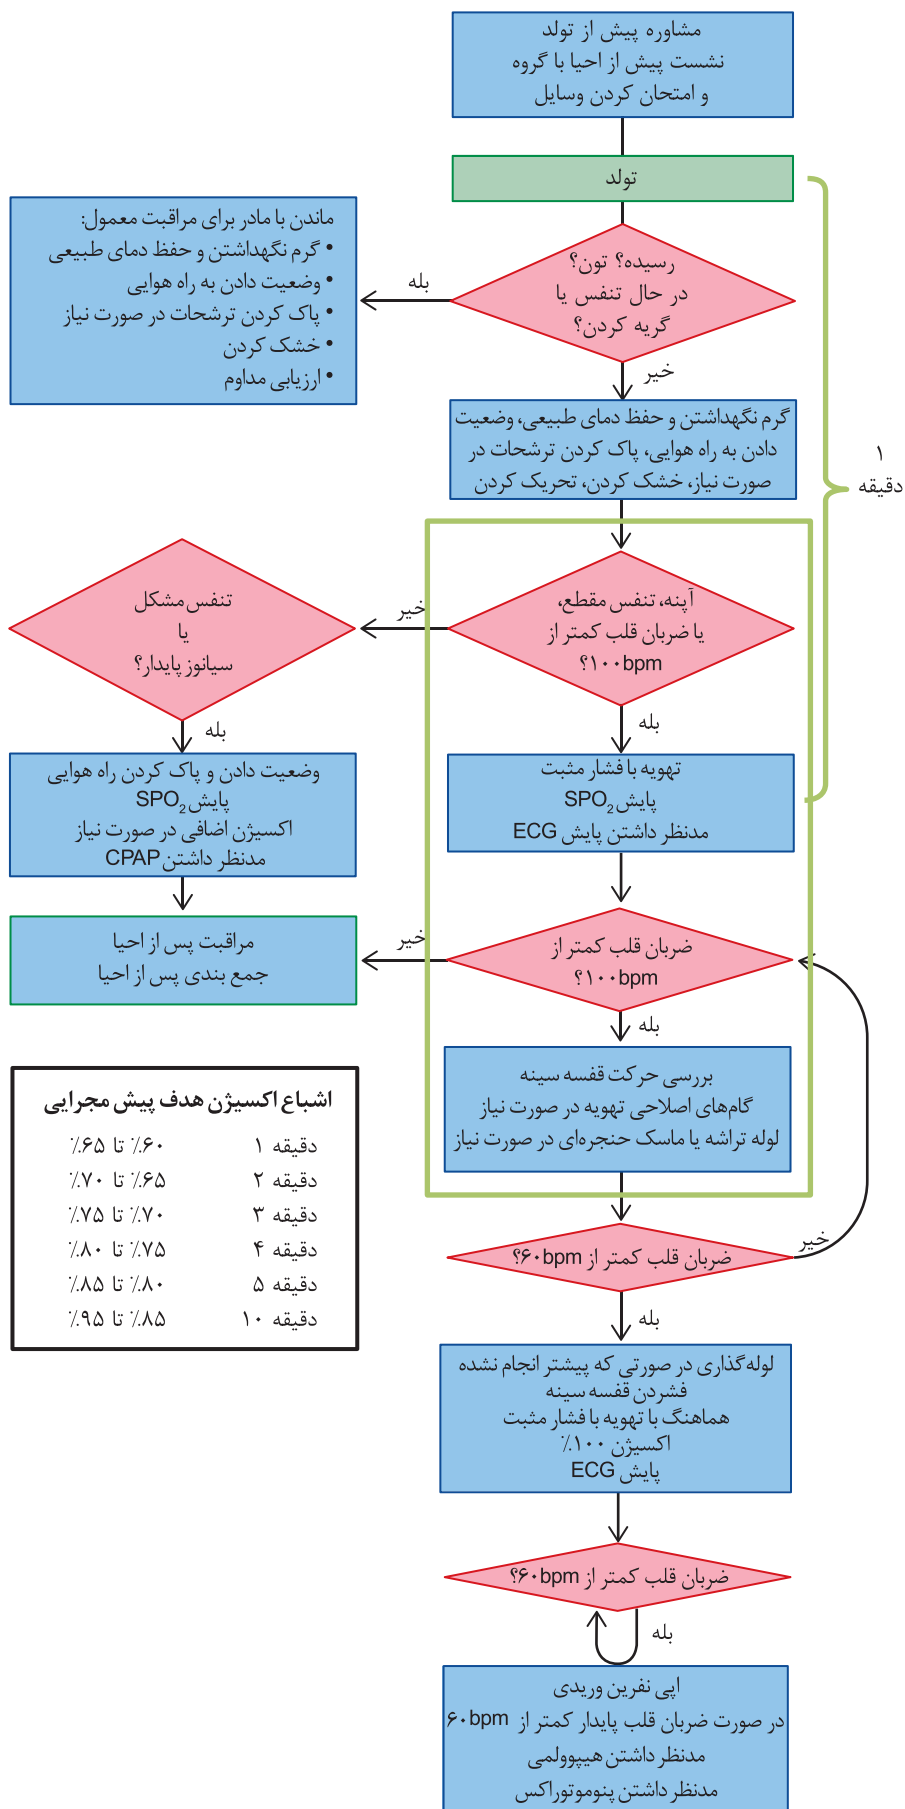 مشاوره پیش از تولد
نشست پیش از احیا با گروه
و امتحان کردن وسایل
تولد
رسیده؟ تون؟
در حال تنفس یا
گریه کردن؟
بله
ماندن با مادر برای مراقبت معمول:
• گرم نگهداشتن و حفظ دمای طبیعی
• وضعیت دادن به راه هوایی
• پاک کردن ترشحات در صورت نیاز
• خشک کردن
• ارزیابی مداوم
خیر
گرم نگهداشتن و حفظ دمای طبیعی، وضعیت
دادن به راه هوایی، پاک کردن ترشحات در
صورت نیاز، خشک کردن، تحریک کردن
۱
دقیقه
آپنه، تنفس مقطع،
یا ضربان قلب کمتر از
۱۰۰bpm؟
خیر
تنفس مشکل
یا
سیانوز پایدار؟
بله
وضعیت دادن و پاک کردن راه هوایی
پایش SPO₂
اکسیژن اضافی در صورت نیاز
مدنظر داشتن CPAP
بله
تهویه با فشار مثبت
پایش SPO₂
مدنظر داشتن پایش ECG
ضربان قلب کمتر از
۱۰۰bpm؟
خیر
مراقبت پس از احیا
جمع بندی پس از احیا
بله
بررسی حرکت قفسه سینه
گام‌های اصلاحی تهویه در صورت نیاز
لوله تراشه یا ماسک حنجره‌ای در صورت نیاز
اشباع اکسیژن هدف پیش مجرایی
دقیقه ۱ ۶۰٪ تا ۶۵٪
دقیقه ۲ ۶۵٪ تا ۷۰٪
دقیقه ۳ ۷۰٪ تا ۷۵٪
دقیقه ۴ ۷۵٪ تا ۸۰٪
دقیقه ۵ ۸۰٪ تا ۸۵٪
دقیقه ۱۰ ۸۵٪ تا ۹۵٪
ضربان قلب کمتر از ۶۰bpm؟
خیر
بله
لوله‌گذاری در صورتی که پیشتر انجام نشده
فشردن قفسه سینه
هماهنگ با تهویه با فشار مثبت
اکسیژن ۱۰۰٪
پایش ECG
ضربان قلب کمتر از ۶۰bpm؟
بله
اپی نفرین وریدی
در صورت ضربان قلب پایدار کمتر از ۶۰bpm
مدنظر داشتن هیپوولمی
مدنظر داشتن پنوموتوراکس